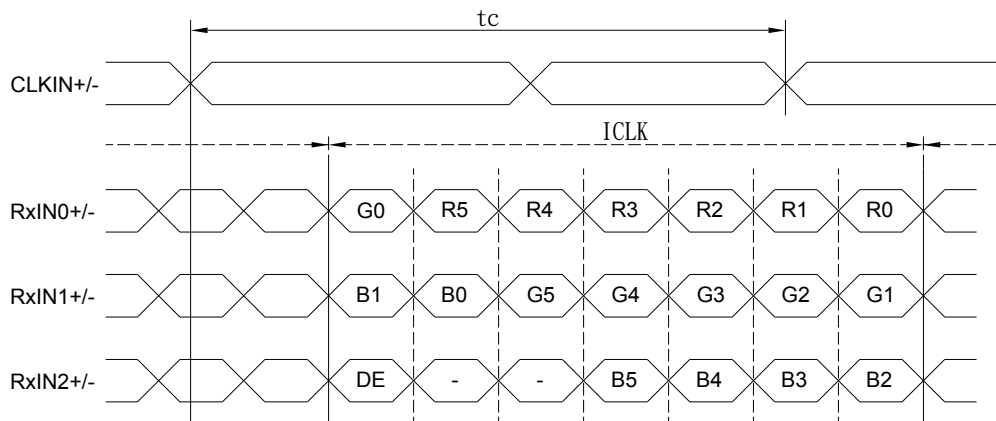 tc
CLKIN+/-
ICLK
RxIN0+/- G0 R5 R4 R3 R2 R1 R0
RxIN1+/- B1 B0 G5 G4 G3 G2 G1
RxIN2+/- DE - - B5 B4 B3 B2